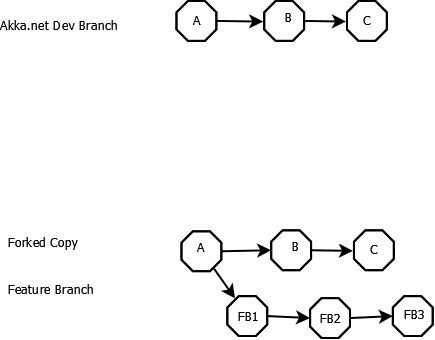 Akka.net Dev Branch
A
B
C
Forked Copy
A
B
C
Feature Branch
FB1
FB2
FB3